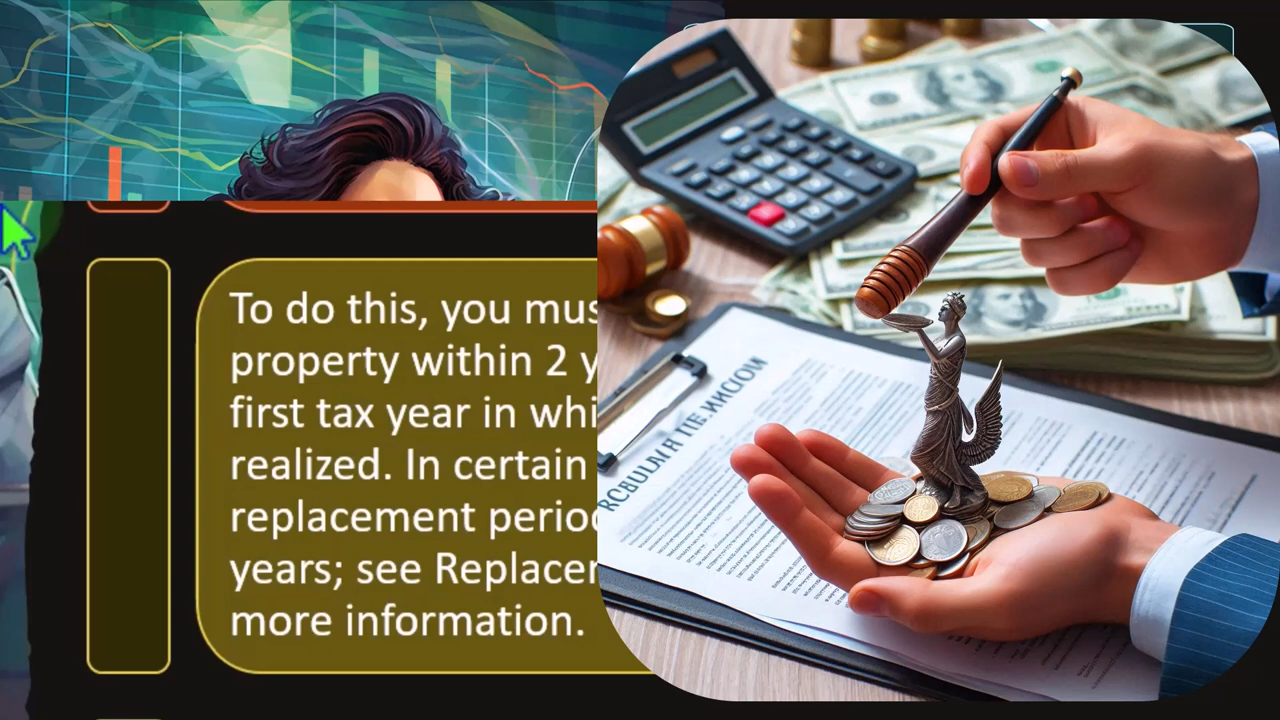 To do this, you mus
property within 2 y
first tax year in whi
realized. In certain
replacement perio
years; see Replacer
more information.